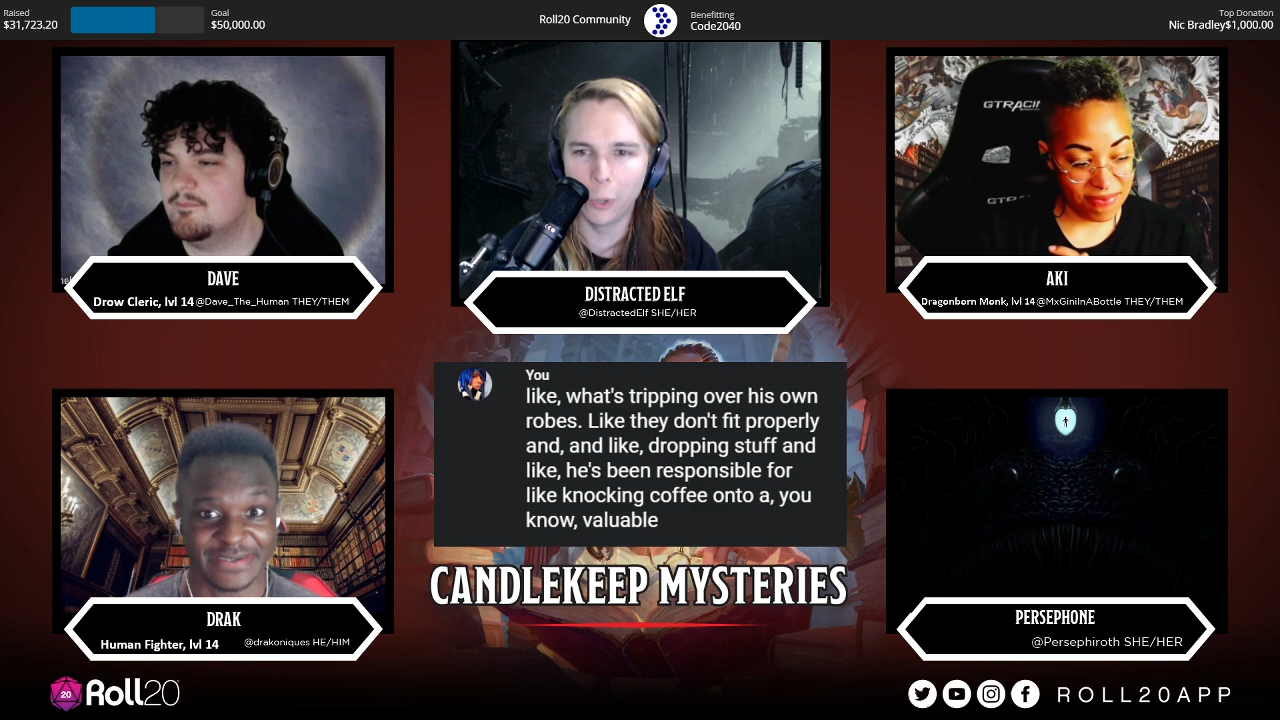 Raised
$31,723.20
Goal
$50,000.00
Roll20 Community
Benefitting
Code2040
Top Donation
Nic Bradley$1,000.00
GTRACIN
DAVE
Drow Cleric, lvl 14 @Dave_The_Human THEY/THEM
DISTRACTED ELF
@DistractedElf SHE/HER
AKI
Dragonborn Monk, lvl 14 @MxGiniInABottle THEY/THEM
You
like, what's tripping over his own
robes. Like they don't fit properly
and, and like, dropping stuff and
like, he's been responsible for
like knocking coffee onto a, you
know, valuable
CANDLEKEEP MYSTERIES
DRAK
Human Fighter, lvl 14 @drakoniques HE/HIM
PERSEPHONE
@Persephiroth SHE/HER
20 Roll20
ROLL20APP